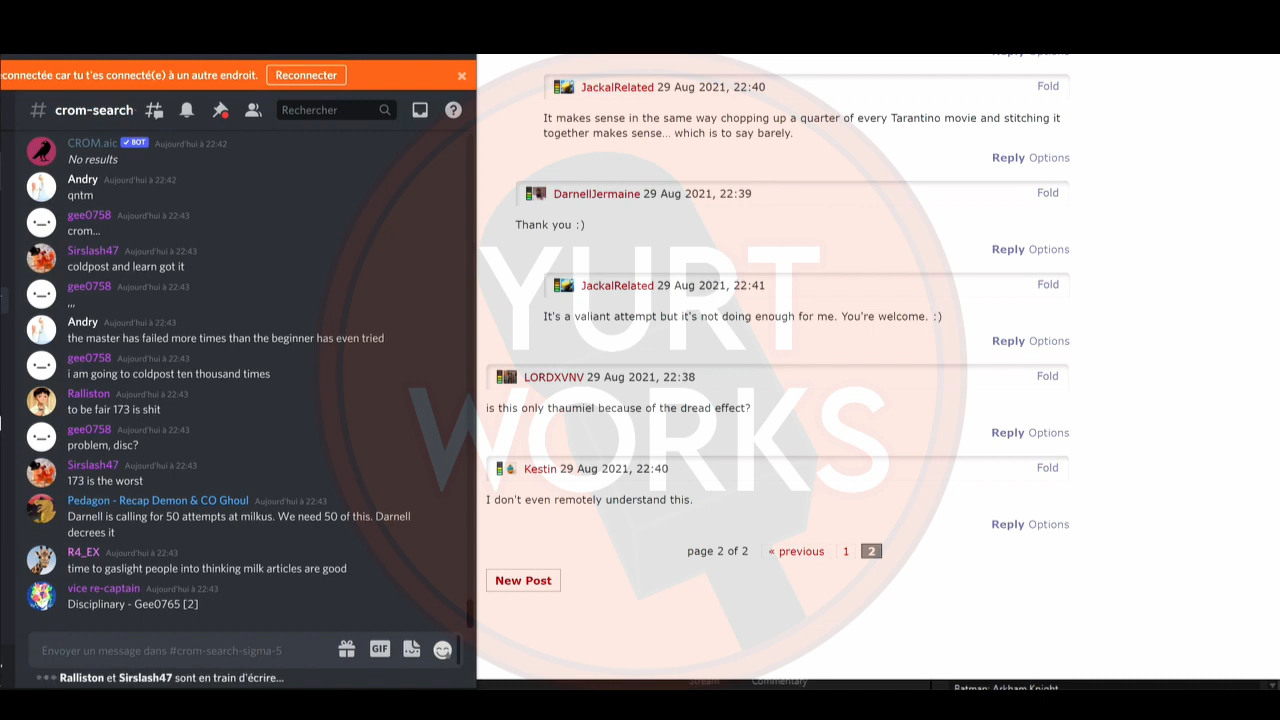 connectée car tu t'es connecté(e) à un autre endroit. Reconnecter
# crom-search
Rechercher
CROM.aic BOT Aujourd'hui à 22:42
No results
Andry Aujourd'hui à 22:42
qntm
gee0758 Aujourd'hui à 22:43
crom...
Sirslash47 Aujourd'hui à 22:43
coldpost and learn got it
gee0758 Aujourd'hui à 22:43
,,,
Andry Aujourd'hui à 22:43
the master has failed more times than the beginner has even tried
gee0758 Aujourd'hui à 22:43
i am going to coldpost ten thousand times
Ralliston Aujourd'hui à 22:43
to be fair 173 is shit
gee0758 Aujourd'hui à 22:43
problem, disc?
Sirslash47 Aujourd'hui à 22:43
173 is the worst
Pedagon - Recap Demon & CO Ghoul Aujourd'hui à 22:43
Darnell is calling for 50 attempts at milkus. We need 50 of this. Darnell
decrees it
R4_EX Aujourd'hui à 22:43
time to gaslight people into thinking milk articles are good
vice re-captain Aujourd'hui à 22:43
Disciplinary - Gee0765 [2]
Envoyer un message dans #crom-search-sigma-5
GIF
Ralliston et Sirslash47 sont en train d'écrire...
Reply Options
JackalRelated 29 Aug 2021, 22:40
Fold
It makes sense in the same way chopping up a quarter of every Tarantino movie and stitching it
together makes sense... which is to say barely.
Reply Options
DarnellJermaine 29 Aug 2021, 22:39
Fold
Thank you :)
Reply Options
JackalRelated 29 Aug 2021, 22:41
Fold
It's a valiant attempt but it's not doing enough for me. You're welcome. :)
Reply Options
LORDXVNV 29 Aug 2021, 22:38
Fold
is this only thaumiel because of the dread effect?
Reply Options
Kestin 29 Aug 2021, 22:40
Fold
I don't even remotely understand this.
Reply Options
page 2 of 2 « previous 1 2
New Post
YURT
WORKS
Stream Commentary
Batman: Arkham Knight